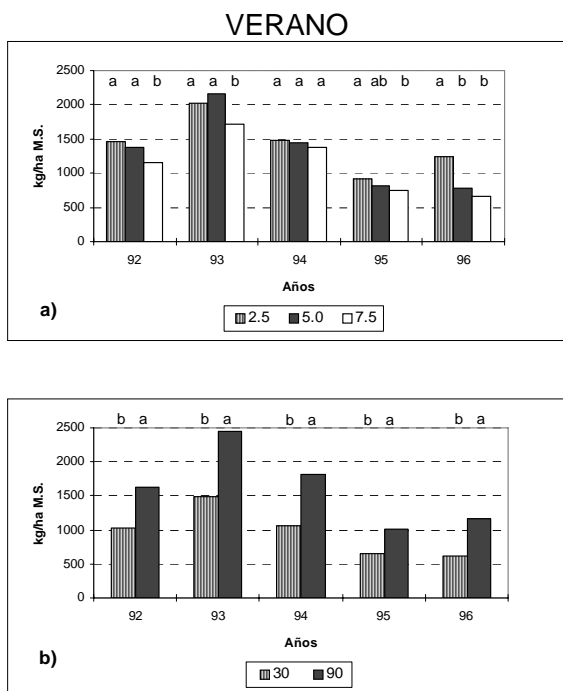 VERANO
a a b a a b a a a a ab b a b b
2500
2000
1500
1000
500
0
kg/ha M.S.
92 93 94 95 96
Años
a)
2.5 5.0 7.5
b a b a b a b a b a
2500
2000
1500
1000
500
0
kg/ha M.S.
92 93 94 95 96
Años
b)
30 90